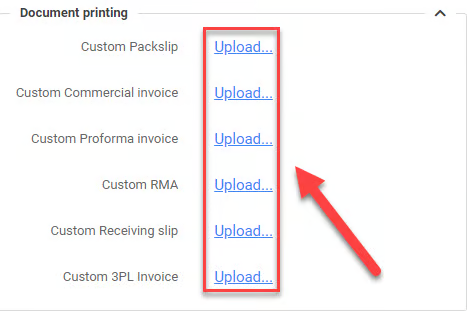 Document printing
Custom Packslip Upload...
Custom Commercial invoice Upload...
Custom Proforma invoice Upload...
Custom RMA Upload...
Custom Receiving slip Upload...
Custom 3PL Invoice Upload...